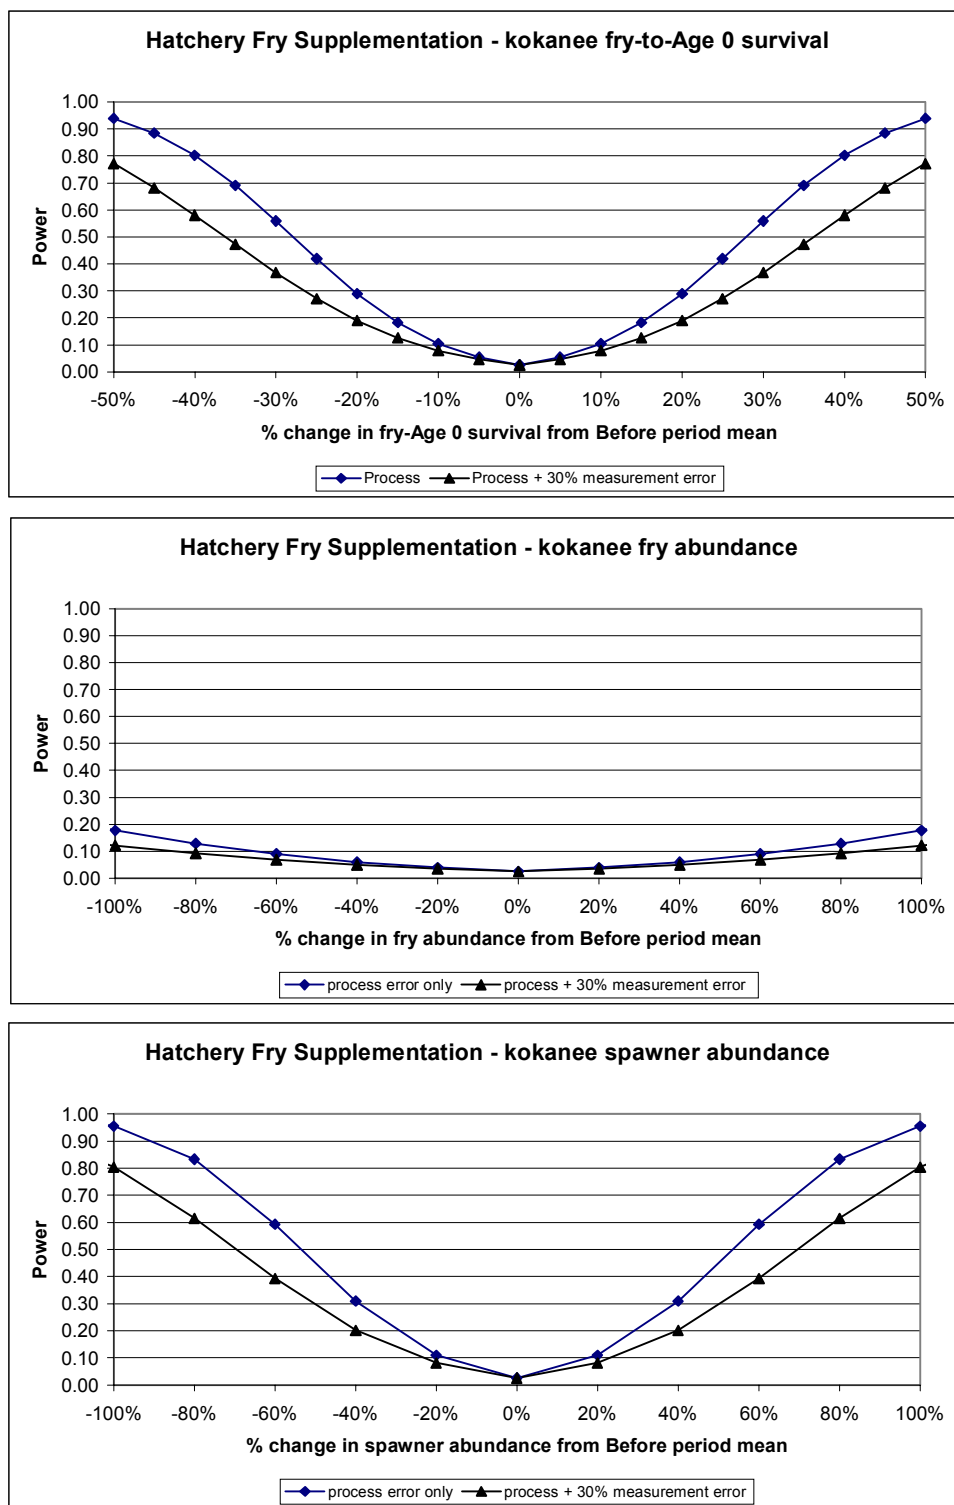 Hatchery Fry Supplementation - kokanee fry-to-Age 0 survival
1.00
0.90
0.80
0.70
0.60
0.50
0.40
0.30
0.20
0.10
0.00
Power
-50% -40% -30% -20% -10% 0% 10% 20% 30% 40% 50%
% change in fry-Age 0 survival from Before period mean
Process Process + 30% measurement error
Hatchery Fry Supplementation - kokanee fry abundance
1.00
0.90
0.80
0.70
0.60
0.50
0.40
0.30
0.20
0.10
0.00
Power
-100% -80% -60% -40% -20% 0% 20% 40% 60% 80% 100%
% change in fry abundance from Before period mean
process error only process + 30% measurement error
Hatchery Fry Supplementation - kokanee spawner abundance
1.00
0.90
0.80
0.70
0.60
0.50
0.40
0.30
0.20
0.10
0.00
Power
-100% -80% -60% -40% -20% 0% 20% 40% 60% 80% 100%
% change in spawner abundance from Before period mean
process error only process + 30% measurement error